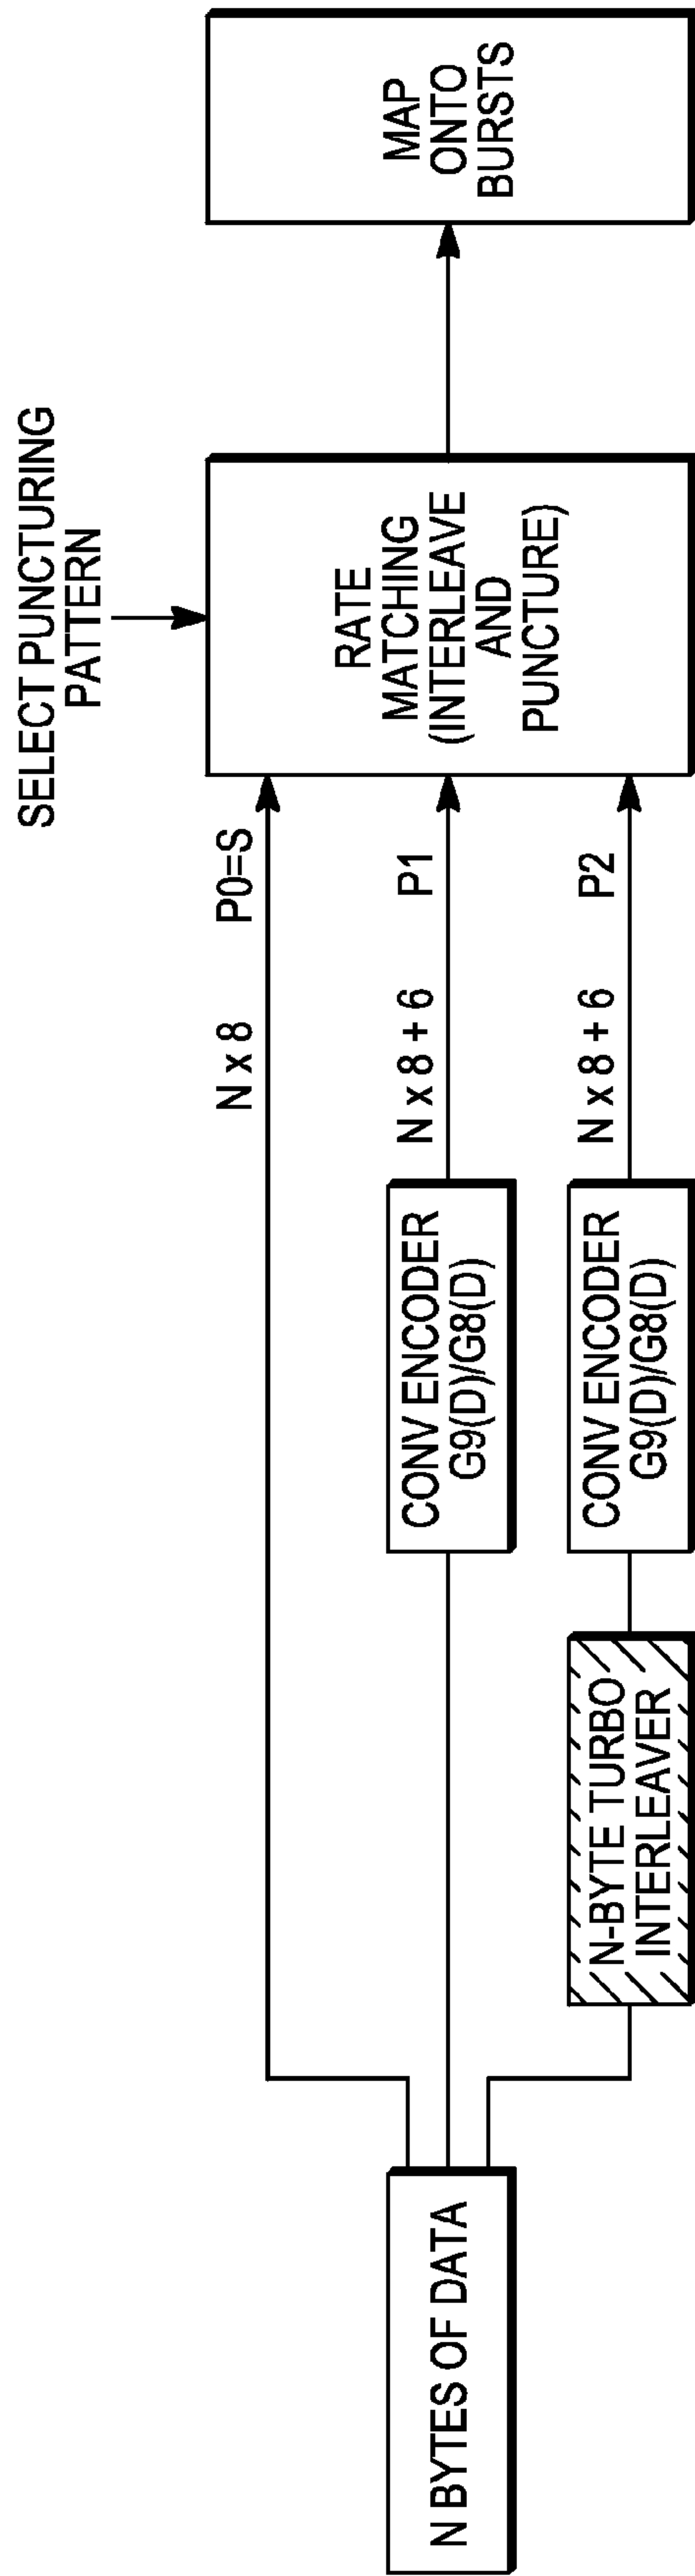 SELECT PUNCTURING
PATTERN
N BYTES OF DATA
N x 8
P0=S
CONV ENCODER
G9(D)/G8(D)
N x 8 + 6
P1
N-BYTE TURBO
INTERLEAVER
CONV ENCODER
G9(D)/G8(D)
N x 8 + 6
P2
RATE
MATCHING
(INTERLEAVE
AND
PUNCTURE)
MAP
ONTO
BURSTS